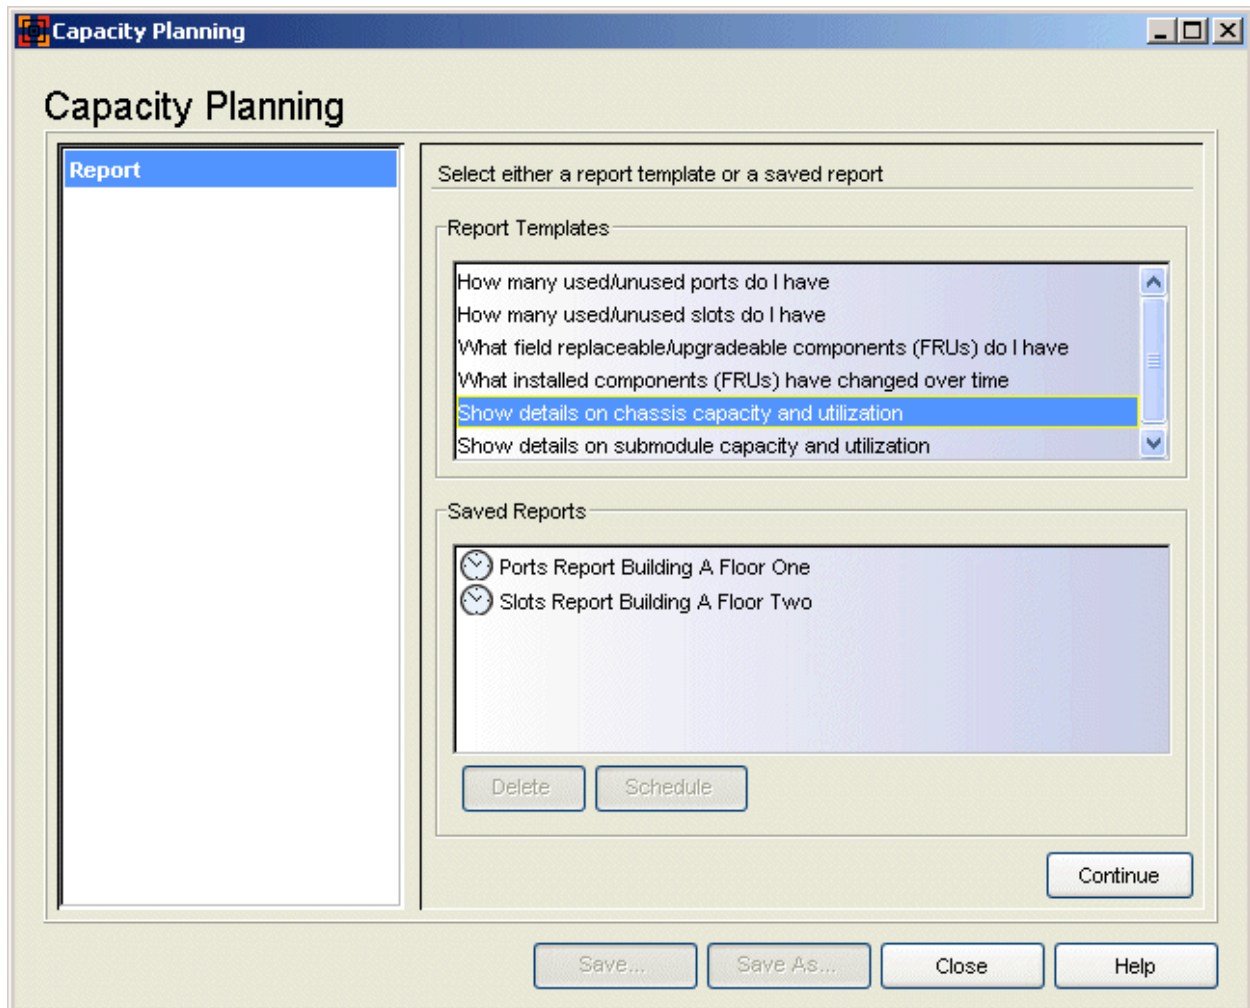 Capacity Planning
Capacity Planning
Report
Select either a report template or a saved report
Report Templates
How many used/unused ports do I have
How many used/unused slots do I have
What field replaceable/upgradeable components (FRUs) do I have
What installed components (FRUs) have changed over time
Show details on chassis capacity and utilization
Show details on submodule capacity and utilization
Saved Reports
Ports Report Building A Floor One
Slots Report Building A Floor Two
Delete
Schedule
Continue
Save...
Save As...
Close
Help